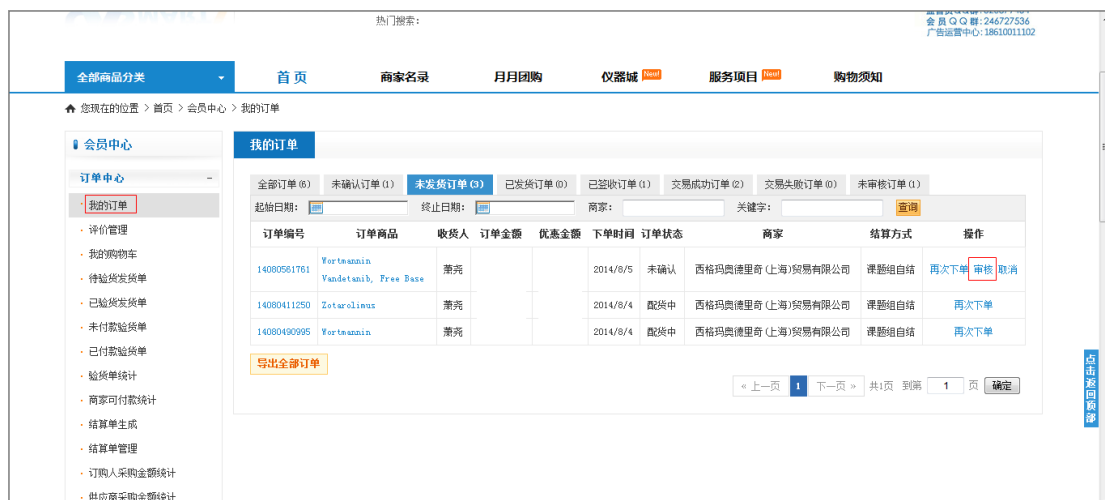 热门搜索：
会 员 Q Q 群：246727536
广告运营中心：18610011102
全部商品分类 首 页 商家名录 月月团购 仪器城 New! 服务项目 New! 购物须知
您现在的位置 > 首页 > 会员中心 > 我的订单
会员中心
订单中心 -
我的订单
评价管理
我的购物车
待验货发货单
已验货发货单
未付款验货单
已付款验货单
验货单统计
商家可付款统计
结算单生成
结算单管理
订购人采购金额统计
供应商采购金额统计
我的订单
全部订单(6) 未确认订单(1) 未发货订单(3) 已发货订单(0) 已签收订单(1) 交易成功订单(2) 交易失败订单(0) 未审核订单(1)
起始日期： 终止日期： 商家： 关键字： 查询
订单编号 订单商品 收货人 订单金额 优惠金额 下单时间 订单状态 商家 结算方式 操作
14080561761 Wortmannin Vandetanib, Free Base 萧尧 2014/8/5 未确认 西格玛奥德里奇(上海)贸易有限公司 课题组自结 再次下单 审核 取消
14080411250 Zotarolimus 萧尧 2014/8/4 配货中 西格玛奥德里奇(上海)贸易有限公司 课题组自结 再次下单
14080490995 Wortmannin 萧尧 2014/8/4 配货中 西格玛奥德里奇(上海)贸易有限公司 课题组自结 再次下单
导出全部订单
« 上一页 1 下一页 » 共1页 到第 1 页 确定
点击返回顶部